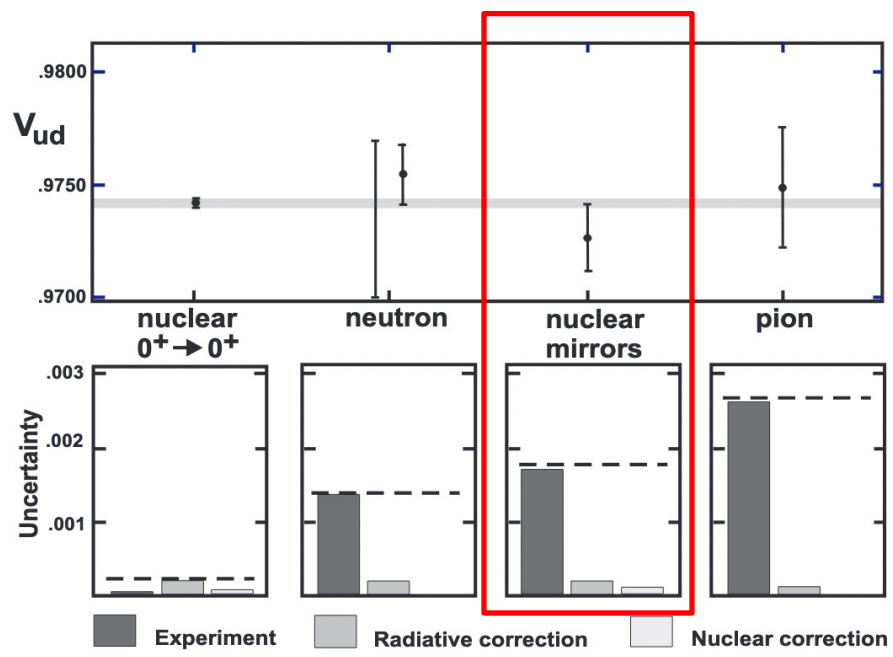 .9800
V_ud
.9750
.9700
nuclear
0⁺→0⁺
neutron
nuclear
mirrors
pion
.003
.002
.001
Uncertainty
Experiment
Radiative correction
Nuclear correction